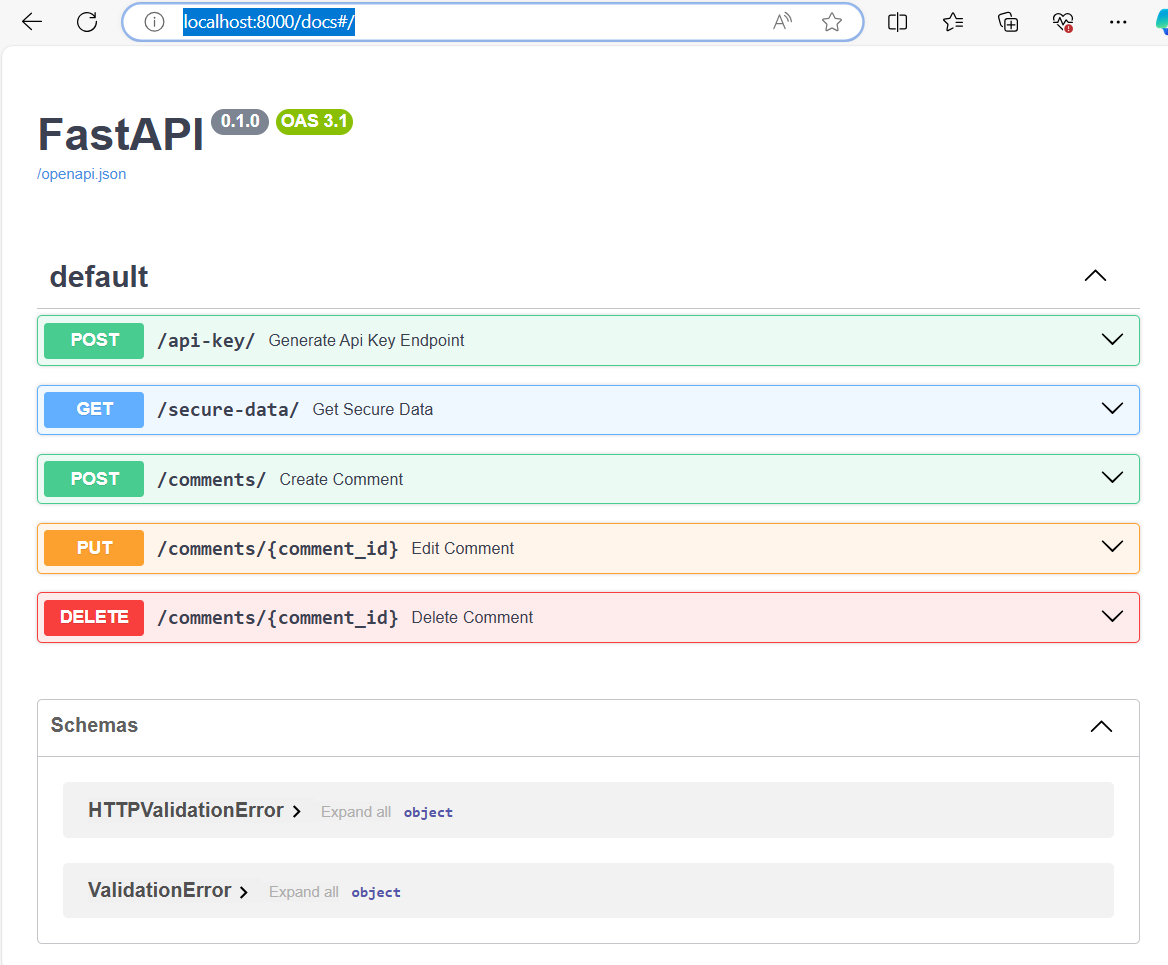 localhost:8000/docs#/
FastAPI 0.1.0 OAS 3.1
/openapi.json
default
POST /api-key/ Generate Api Key Endpoint
GET /secure-data/ Get Secure Data
POST /comments/ Create Comment
PUT /comments/{comment_id} Edit Comment
DELETE /comments/{comment_id} Delete Comment
Schemas
HTTPValidationError Expand all object
ValidationError Expand all object